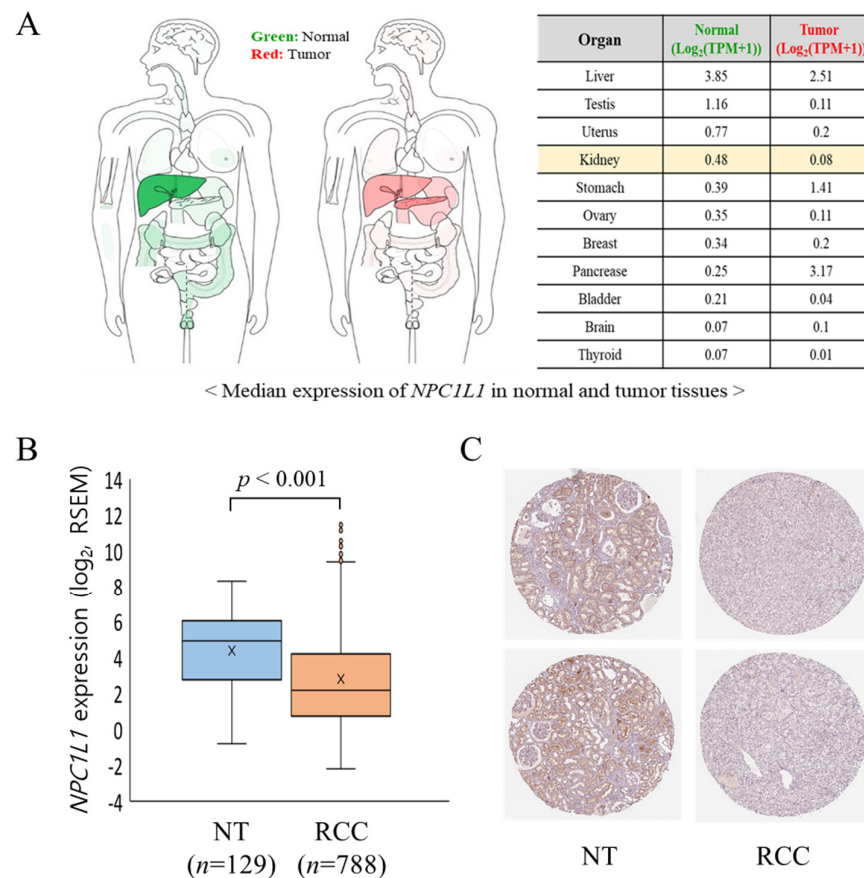 A
Green: Normal
Red: Tumor
Organ Normal (Log₂(TPM+1)) Tumor (Log₂(TPM+1))
Liver 3.85 2.51
Testis 1.16 0.11
Uterus 0.77 0.2
Kidney 0.48 0.08
Stomach 0.39 1.41
Ovary 0.35 0.11
Breast 0.34 0.2
Pancrease 0.25 3.17
Bladder 0.21 0.04
Brain 0.07 0.1
Thyroid 0.07 0.01
< Median expression of NPC1L1 in normal and tumor tissues >
B
NPC1L1 expression (log₂, RSEM)
14
12
10
8
6
4
2
0
-2
-4
p < 0.001
NT RCC
(n=129) (n=788)
C
NT RCC